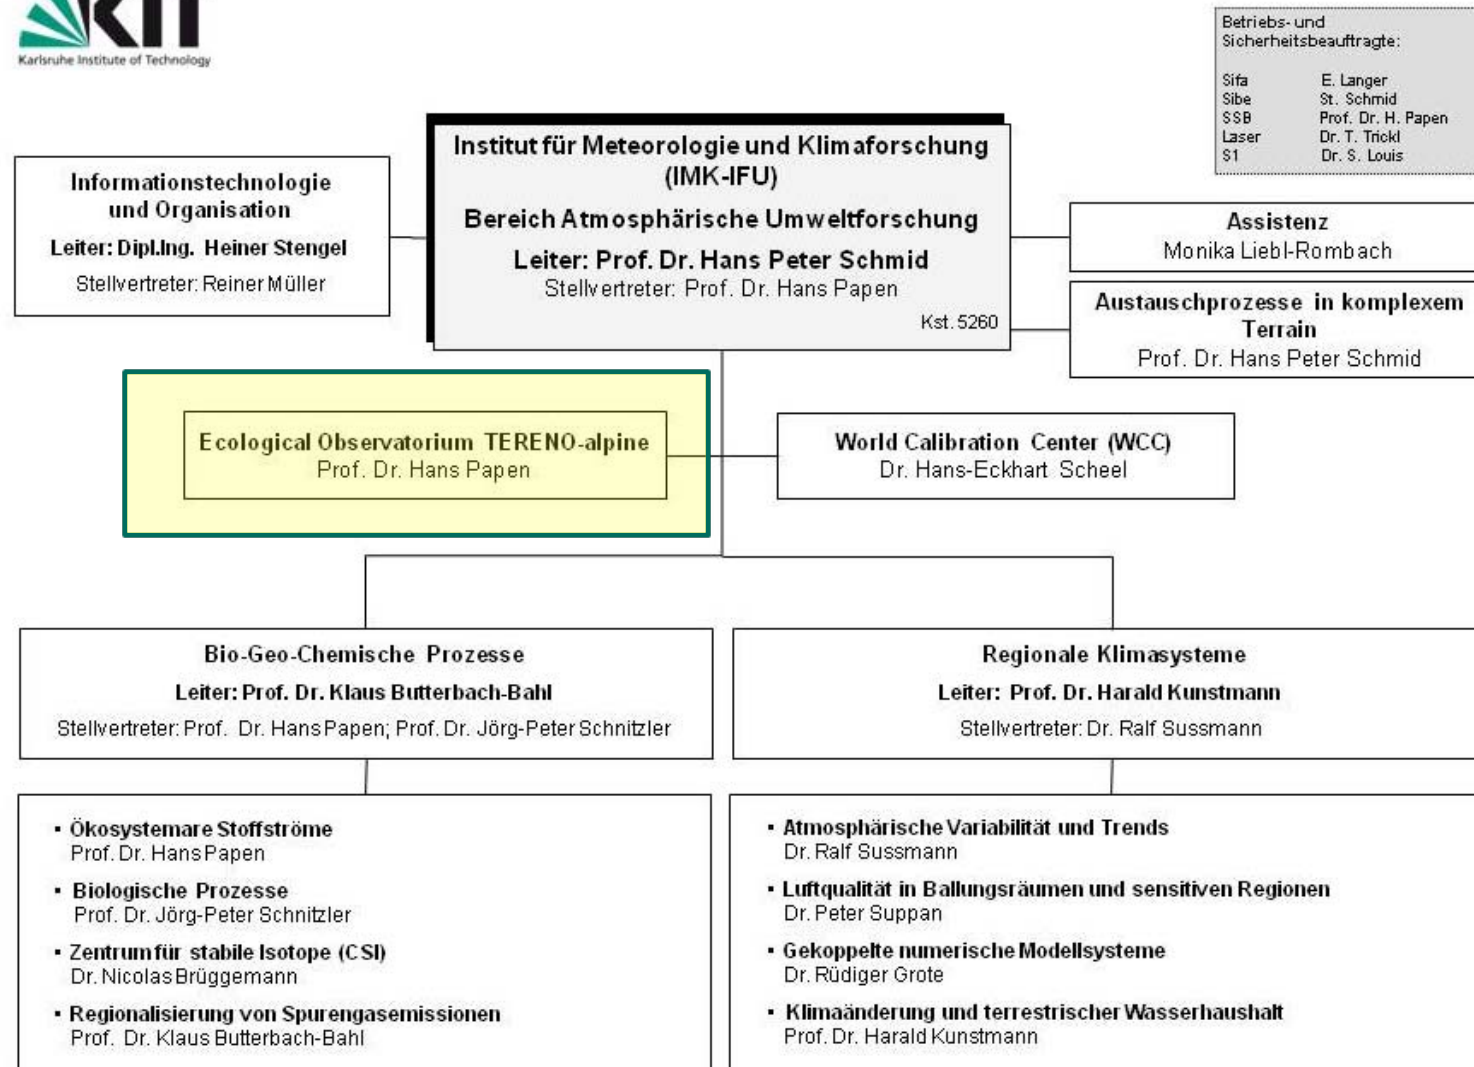 KIT
Karlsruhe Institute of Technology
Betriebs- und
Sicherheitsbeauftragte:
Sifa E. Langer
Sibe St. Schmid
SSB Prof. Dr. H. Papen
Laser Dr. T. Trickl
S1 Dr. S. Louis
Institut für Meteorologie und Klimaforschung
(IMK-IFU)
Bereich Atmosphärische Umweltforschung
Leiter: Prof. Dr. Hans Peter Schmid
Stellvertreter: Prof. Dr. Hans Papen
Kst. 5260
Informationstechnologie
und Organisation
Leiter: Dipl.Ing. Heiner Stengel
Stellvertreter: Reiner Müller
Assistenz
Monika Liebl-Rombach
Austauschprozesse in komplexem
Terrain
Prof. Dr. Hans Peter Schmid
Ecological Observatorium TERENO-alpine
Prof. Dr. Hans Papen
World Calibration Center (WCC)
Dr. Hans-Eckhart Scheel
Bio-Geo-Chemische Prozesse
Leiter: Prof. Dr. Klaus Butterbach-Bahl
Stellvertreter: Prof. Dr. Hans Papen; Prof. Dr. Jörg-Peter Schnitzler
Regionale Klimasysteme
Leiter: Prof. Dr. Harald Kunstmann
Stellvertreter: Dr. Ralf Sussmann
▪ Ökosystemare Stoffströme
Prof. Dr. Hans Papen
▪ Biologische Prozesse
Prof. Dr. Jörg-Peter Schnitzler
▪ Zentrum für stabile Isotope (CSI)
Dr. Nicolas Brüggemann
▪ Regionalisierung von Spurengasemissionen
Prof. Dr. Klaus Butterbach-Bahl
▪ Atmosphärische Variabilität und Trends
Dr. Ralf Sussmann
▪ Luftqualität in Ballungsräumen und sensitiven Regionen
Dr. Peter Suppan
▪ Gekoppelte numerische Modellsysteme
Dr. Rüdiger Grote
▪ Klimaänderung und terrestrischer Wasserhaushalt
Prof. Dr. Harald Kunstmann